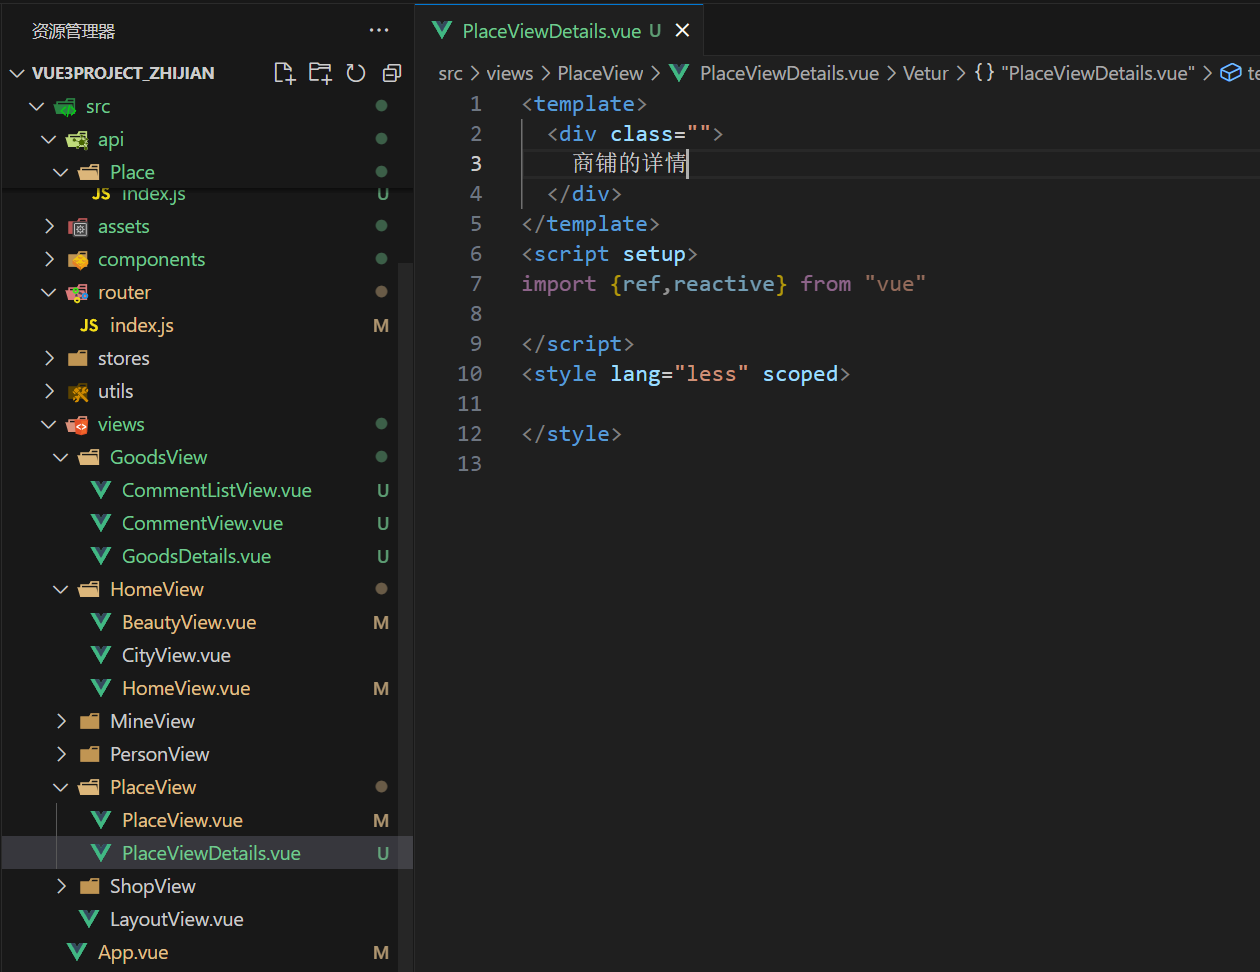 资源管理器 ···
VUE3PROJECT_ZHIJIAN
src
api
Place
JS index.js U
assets
components
router
JS index.js M
stores
utils
views
GoodsView
CommentListView.vue U
CommentView.vue U
GoodsDetails.vue U
HomeView
BeautyView.vue M
CityView.vue
HomeView.vue M
MineView
PersonView
PlaceView
PlaceView.vue M
PlaceViewDetails.vue U
ShopView
LayoutView.vue
App.vue M
PlaceViewDetails.vue U
src > views > PlaceView > PlaceViewDetails.vue > Vetur > {} "PlaceViewDetails.vue" > te
1 <template>
2 <div class="">
3 商铺的详情
4 </div>
5 </template>
6 <script setup>
7 import {ref,reactive} from "vue"
8
9 </script>
10 <style lang="less" scoped>
11
12 </style>
13